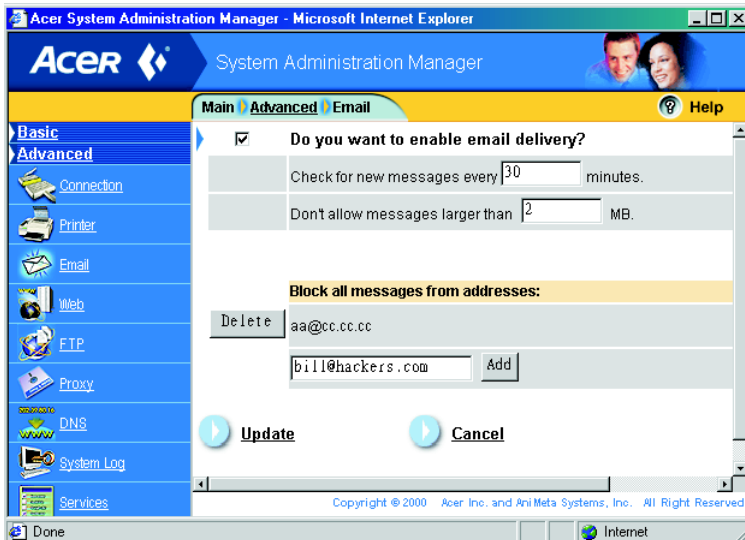 Acer System Administration Manager - Microsoft Internet Explorer
Acer
System Administration Manager
Main Advanced Email
Help
Basic
Advanced
Connection
Printer
Email
Web
FTP
Proxy
DNS
System Log
Services
Do you want to enable email delivery?
Check for new messages every 30 minutes.
Don't allow messages larger than 2 MB.
Block all messages from addresses:
Delete aa@cc.cc.cc
bill@hackers.com Add
Update Cancel
Copyright © 2000 Acer Inc. and AniMeta Systems, Inc. All Right Reserved
Done
Internet